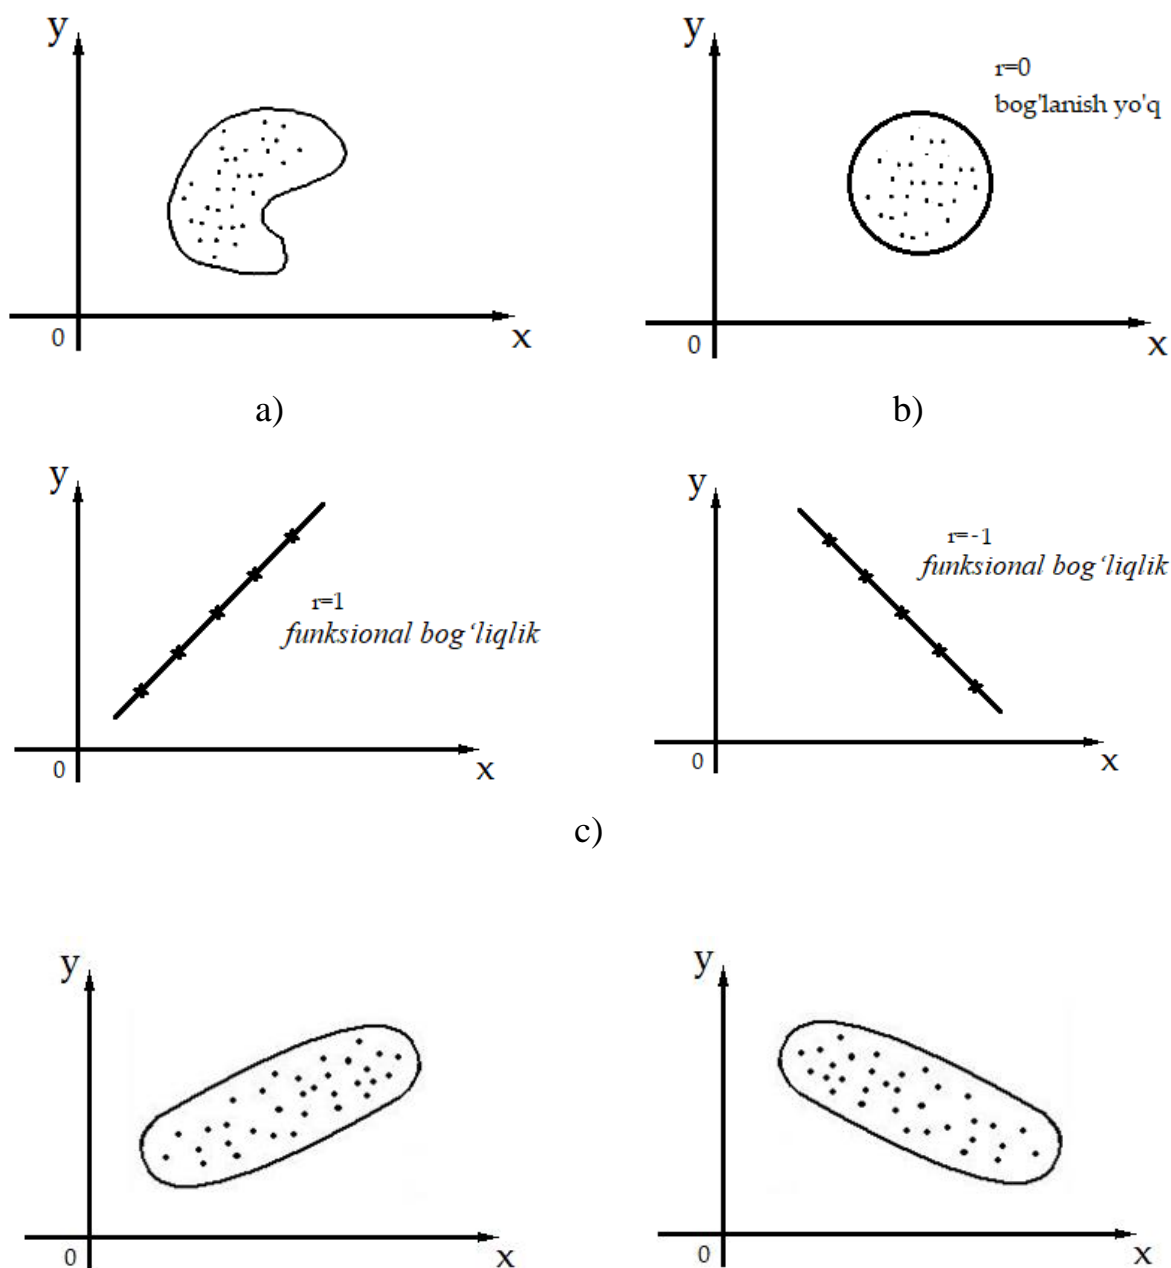 y
0
x
a)
y
r=0
bog'lanish yo'q
0
x
b)
y
r=1
funksional bog‘liqlik
0
x
y
r=-1
funksional bog‘liqlik
0
x
c)
y
0
x
y
0
x